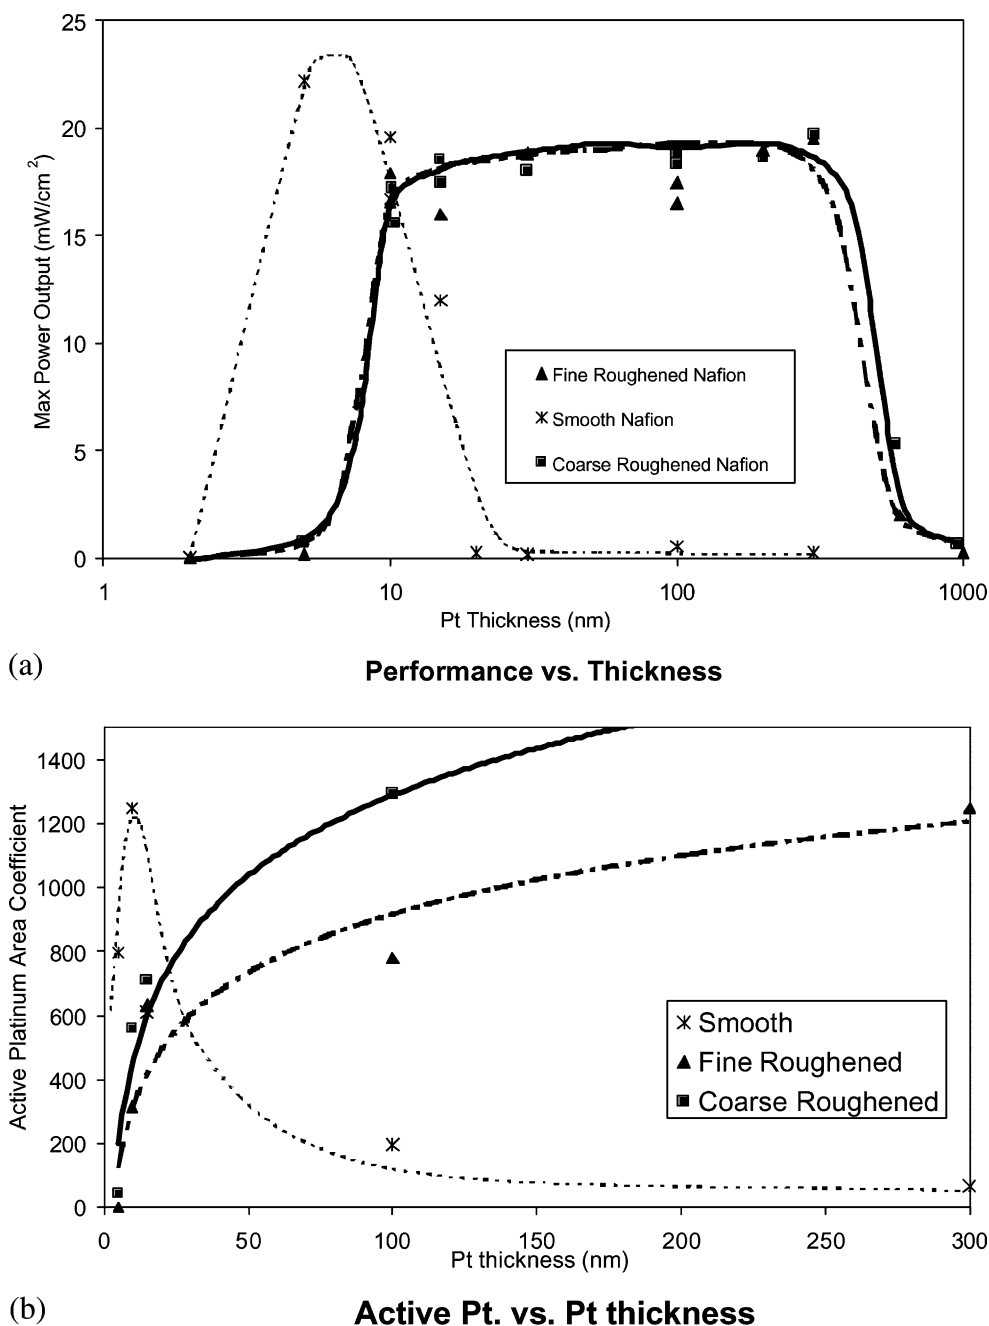 25
20
15
10
5
0
Max Power Output (mW/cm²)
Fine Roughened Nafion
Smooth Nafion
Coarse Roughened Nafion
1 10 100 1000
Pt Thickness (nm)
(a) Performance vs. Thickness
1400
1200
1000
800
600
400
200
0
Active Platinum Area Coefficient
Smooth
Fine Roughened
Coarse Roughened
0 50 100 150 200 250 300
Pt thickness (nm)
(b) Active Pt. vs. Pt thickness